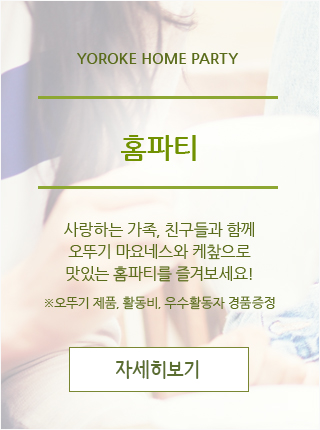 YOROKE HOME PARTY
홈파티
사랑하는 가족, 친구들과 함께
오뚜기 마요네스와 케찲으로
맛있는 홈파티를 즐겨보세요!
※오뚜기 제품, 활동비, 우수활동자 경품증정
자세히보기